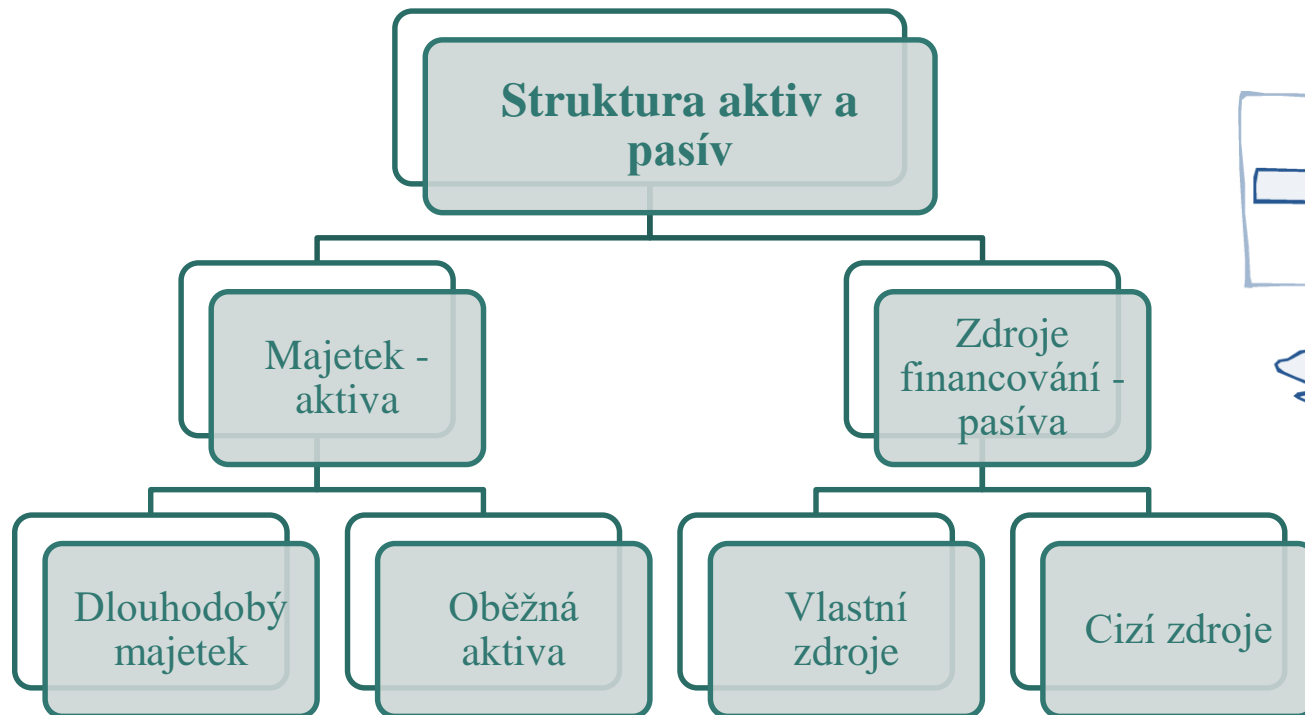 Struktura aktiv a
pasív
Majetek -
aktiva
Zdroje
financování -
pasíva
Dlouhodobý
majetek
Oběžná
aktiva
Vlastní
zdroje
Cizí zdroje